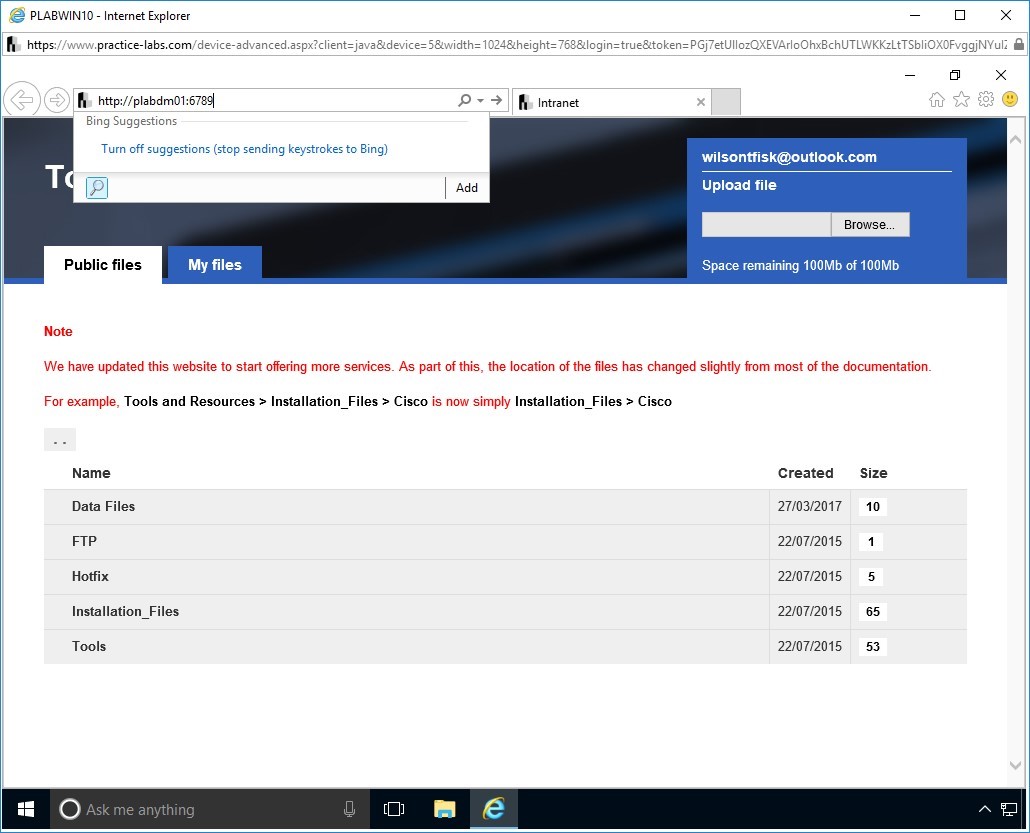 PLABWIN10 - Internet Explorer
https://www.practice-labs.com/device-advanced.aspx?client=java&device=5&width=1024&height=768&login=true&token=
http://plabdm01:6789
Intranet
Bing Suggestions
Turn off suggestions (stop sending keystrokes to Bing)
Add
wilsontfisk@outlook.com
Upload file
Browse...
Space remaining 100Mb of 100Mb
Public files
My files
Note
We have updated this website to start offering more services. As part of this, the location of the files has changed slightly from most of the documentation.
For example, Tools and Resources > Installation_Files > Cisco is now simply Installation_Files > Cisco
. .
Name Created Size
Data Files 27/03/2017 10
FTP 22/07/2015 1
Hotfix 22/07/2015 5
Installation_Files 22/07/2015 65
Tools 22/07/2015 53
Ask me anything